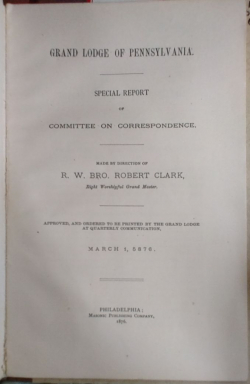 GRAND LODGE OF PENNSYLVANIA.
SPECIAL REPORT
OF
COMMITTEE ON CORRESPONDENCE,
MADE BY DIRECTION OF
R. W. BRO. ROBERT CLARK,
Right Worshipful Grand Master.
APPROVED, AND ORDERED TO BE PRINTED BY THE GRAND LODGE
AT QUARTERLY COMMUNICATION,
MARCH 1, 5876.
PHILADELPHIA:
PUBLISHING COMPANY,
1876.